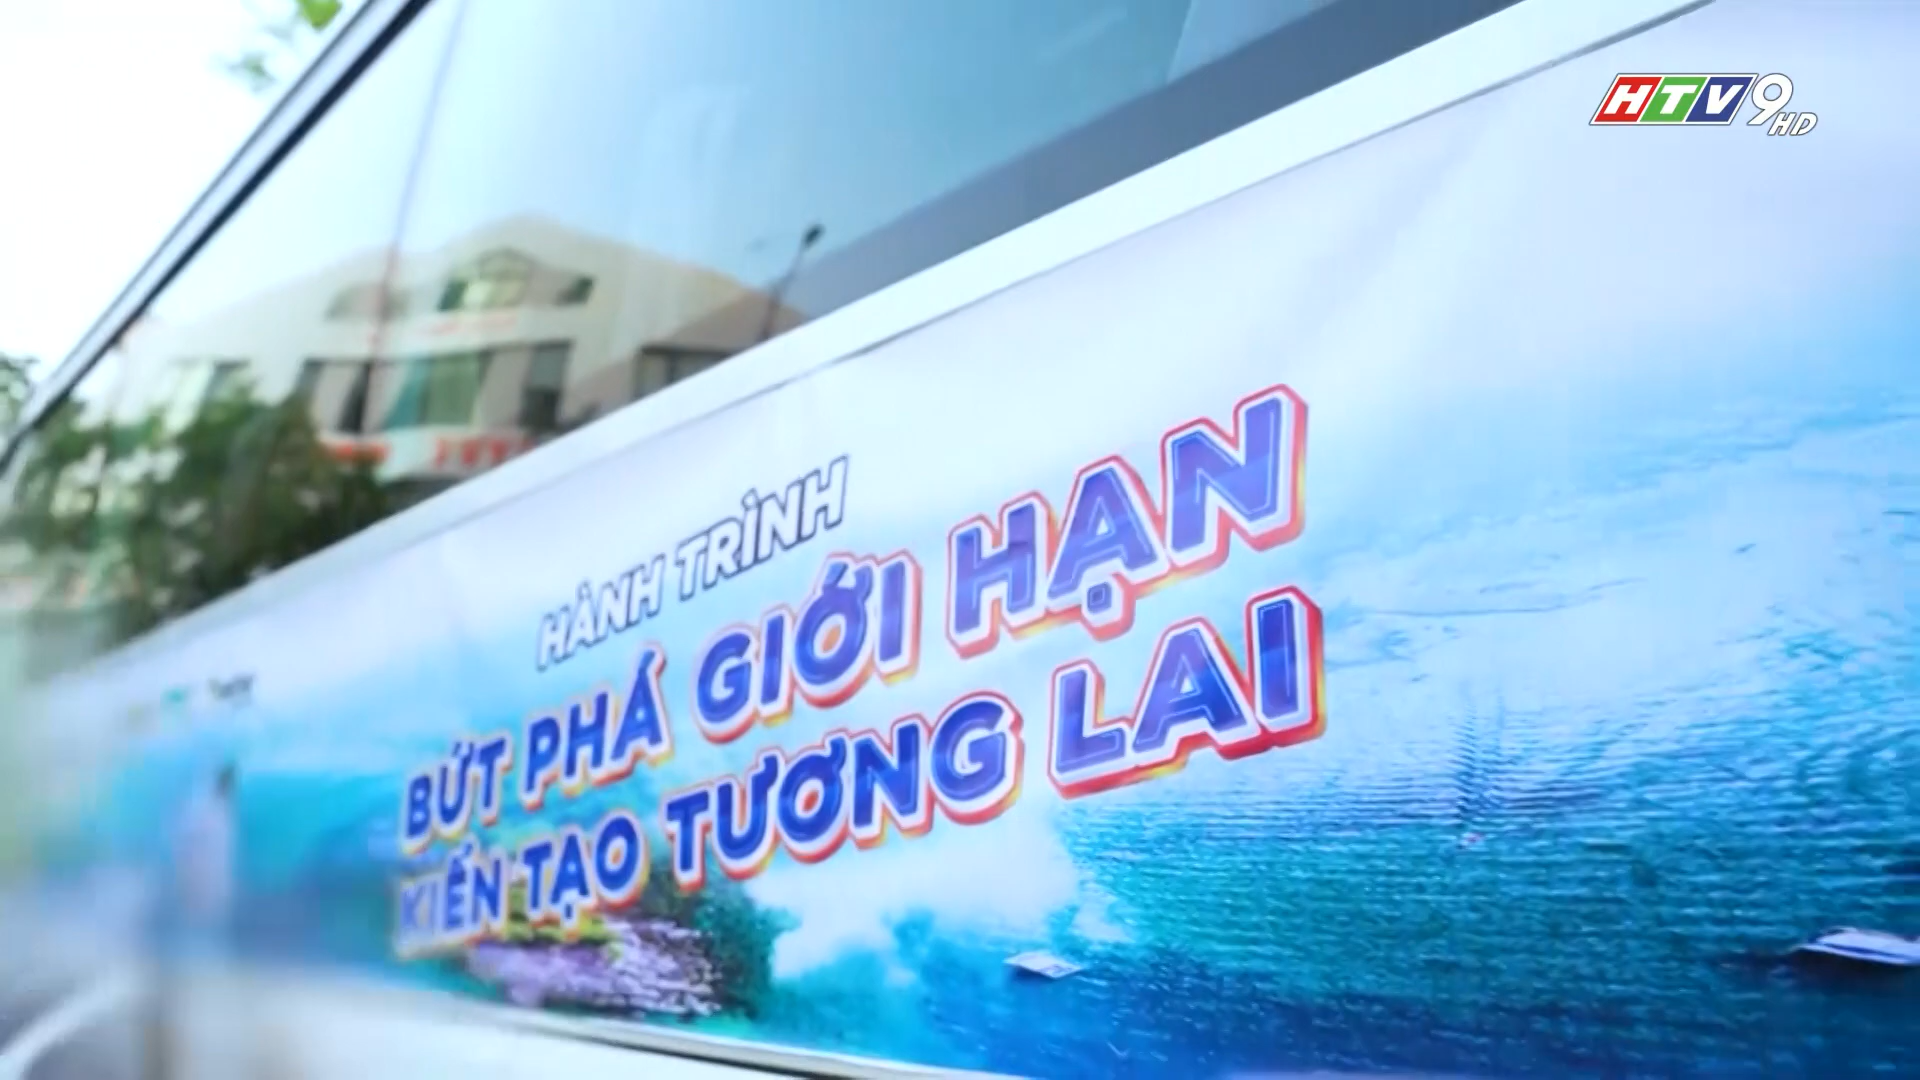 HTV9 HD
HÀNH TRÌNH
BỨT PHÁ GIỚI HẠN
KIẾN TẠO TƯƠNG LAI